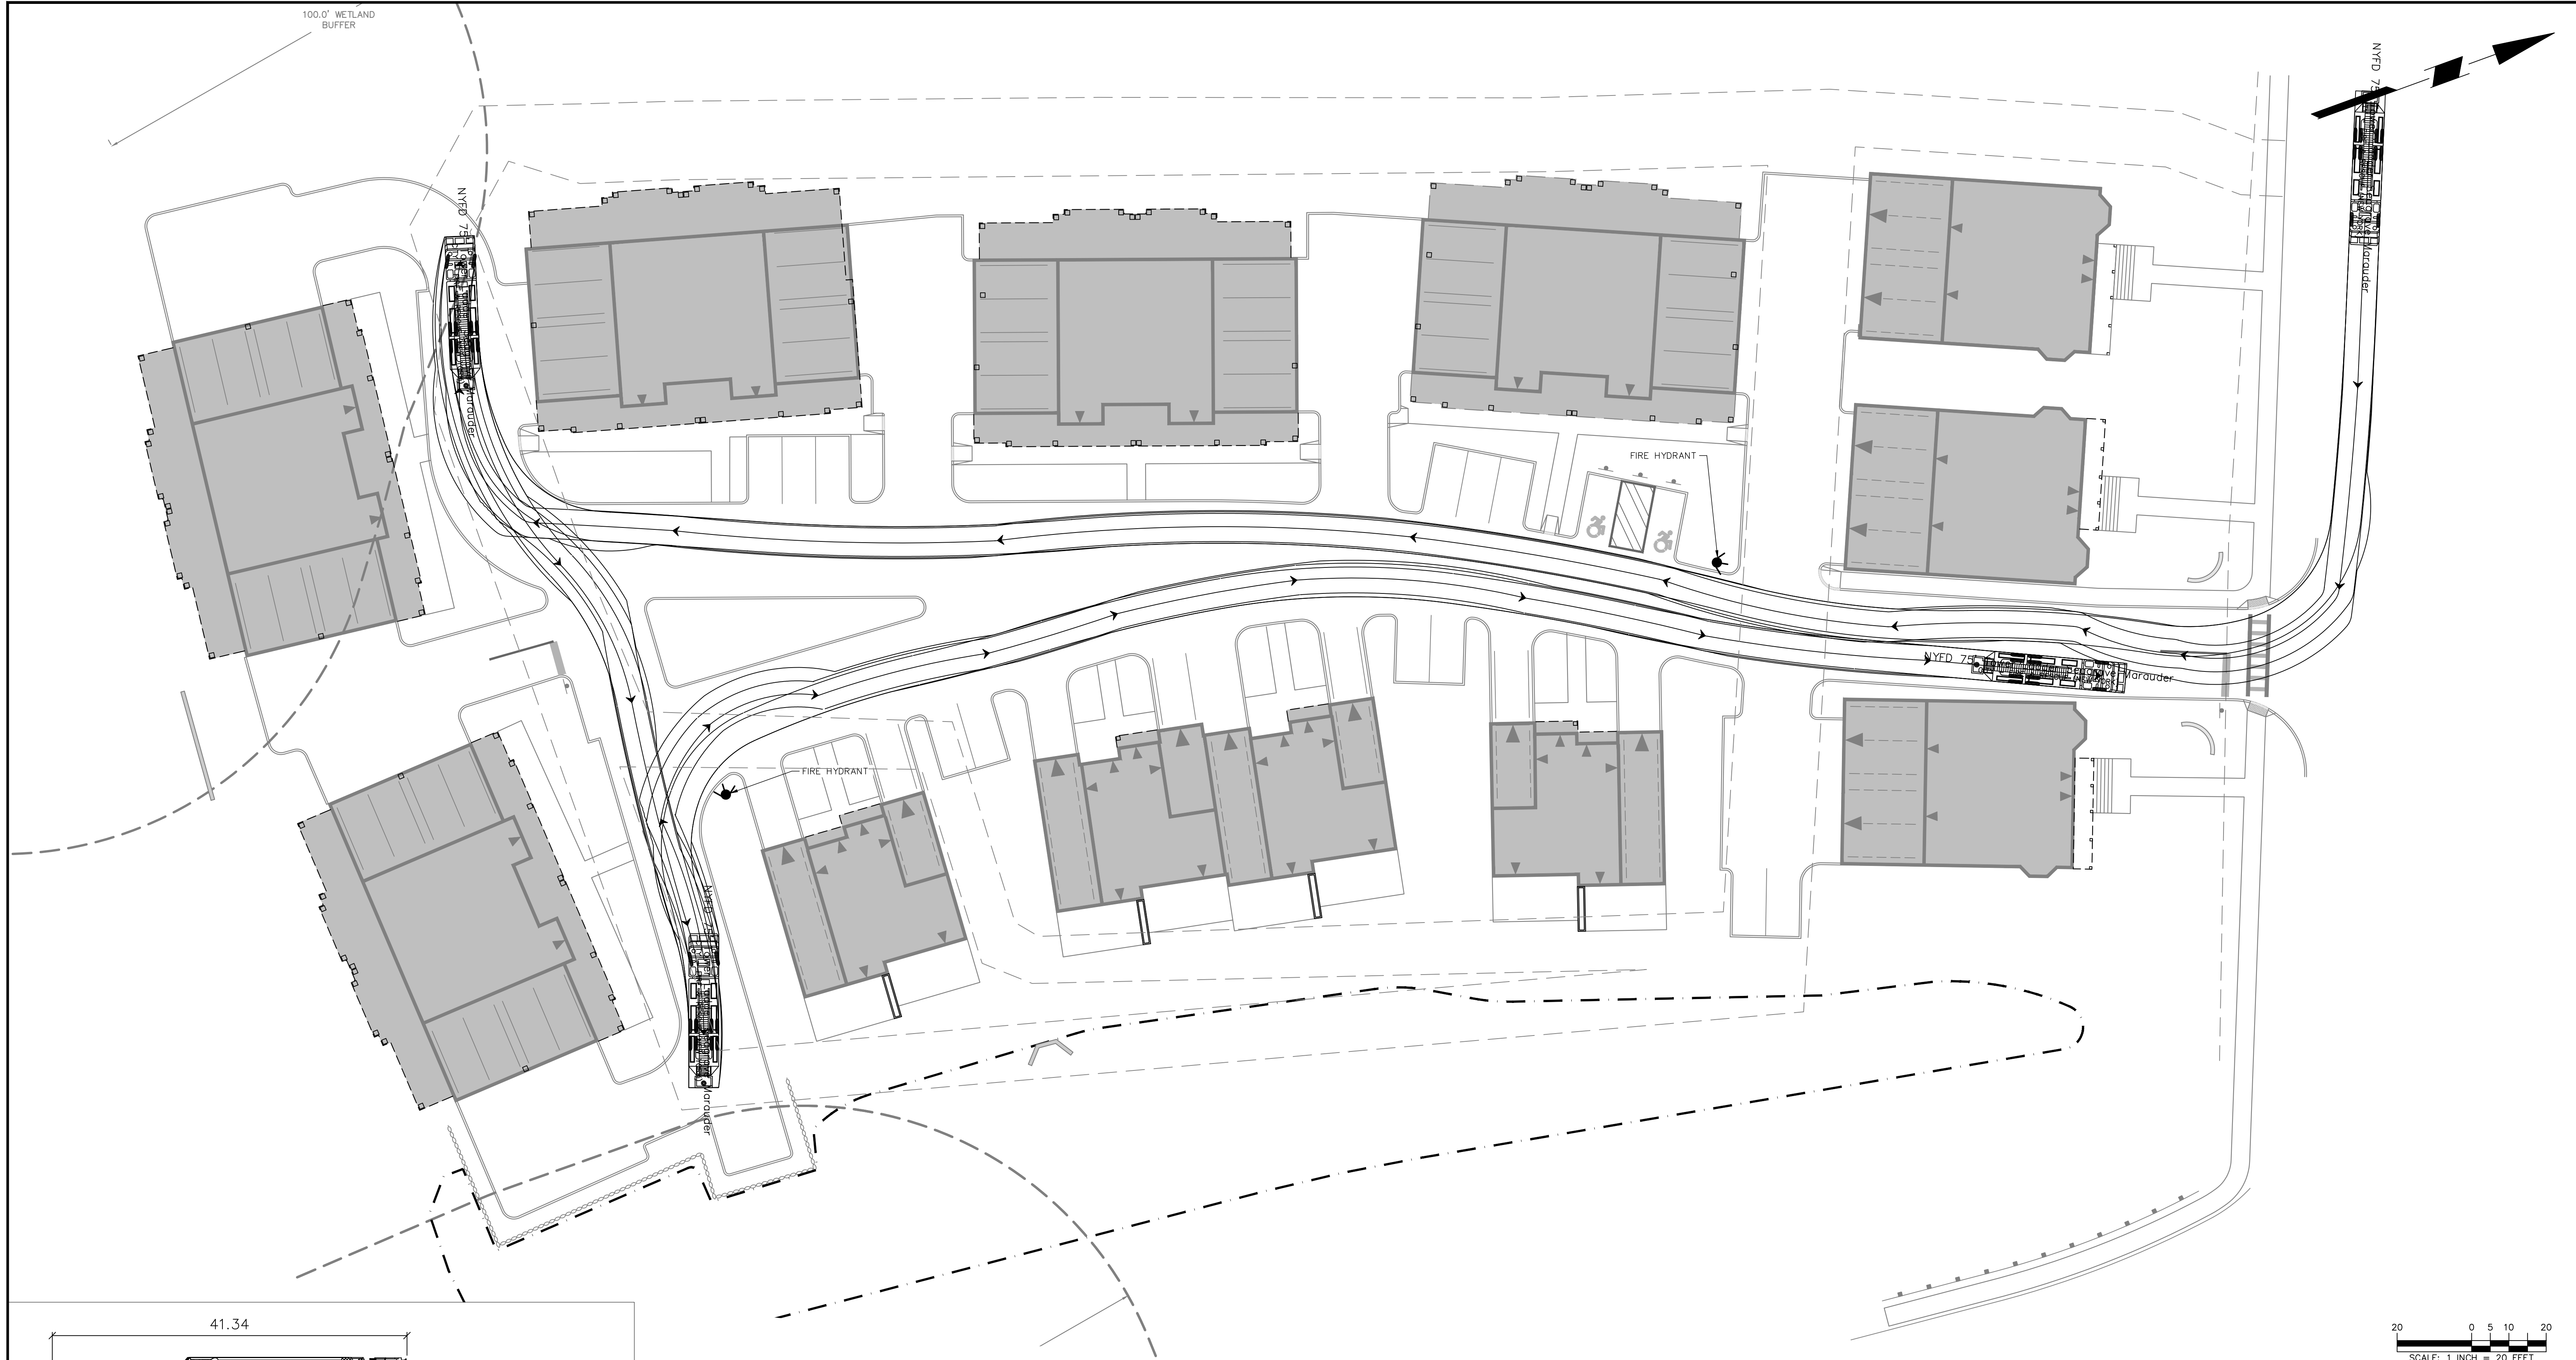 100.0' WETLAND
BUFFER
NYFD 75'
NYFD 75'
Marauder
Marauder
FIRE HYDRANT
NYFD 75'
Marauder
FIRE HYDRANT
NYFD 75'
Marauder
41.34
20 0 5 10 20
SCALE: 1 INCH = 20 FEET